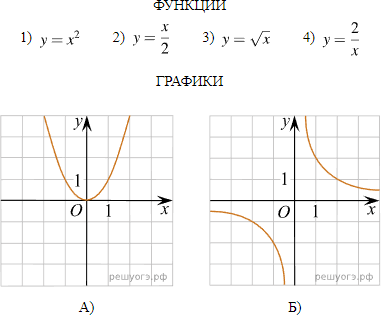 ФУНКЦИИ
1) y = x² 2) y = x/2 3) y = √x 4) y = 2/x
ГРАФИКИ
y y
1 1
O 1 x O 1 x
решуогэ.рф решуогэ.рф
А) Б)